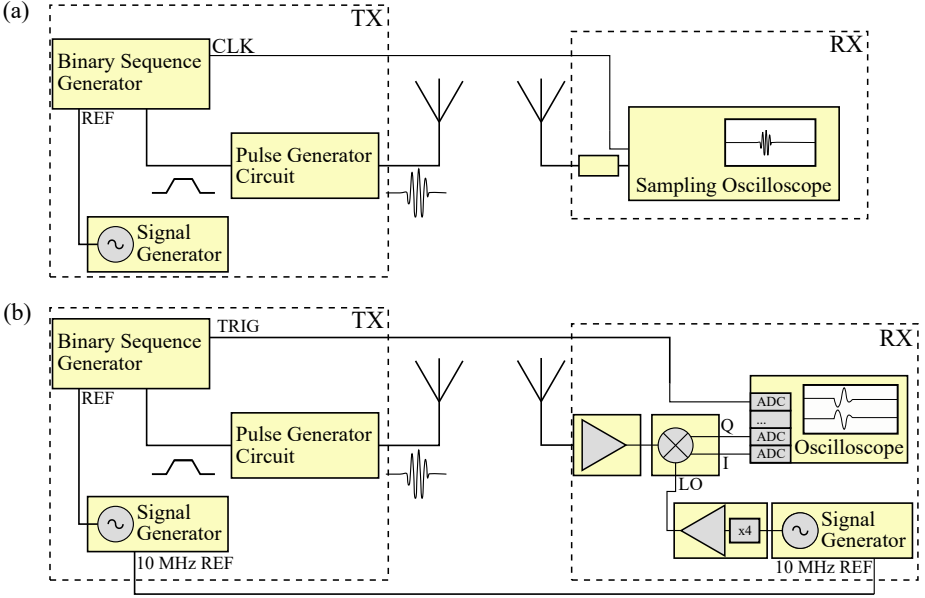 (a)
TX
CLK
Binary Sequence
Generator
REF
Pulse Generator
Circuit
Signal
Generator
RX
Sampling Oscilloscope
(b)
TX
TRIG
Binary Sequence
Generator
REF
Pulse Generator
Circuit
Signal
Generator
10 MHz REF
RX
ADC
...
ADC
ADC
Oscilloscope
Q
I
LO
x4
Signal
Generator
10 MHz REF